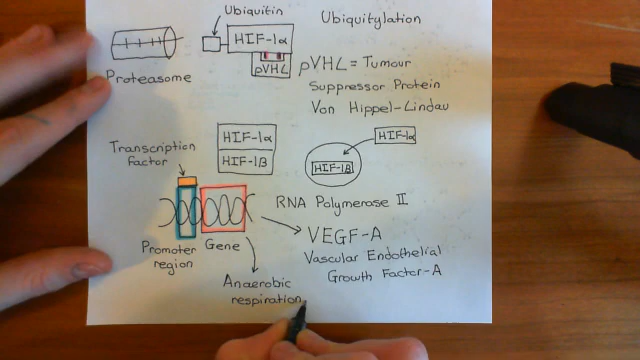 Ubiquitin
Ubiquitylation
HIF-1α
pVHL
pVHL = Tumour
Suppressor Protein
Von Hippel-Lindau
Proteasome
Transcription
factor
HIF-1α
HIF-1β
HIF-1α
HIF-1β
RNA Polymerase II
VEGF-A
Vascular Endothelial
Growth Factor-A
Promoter
region
Gene
Anaerobic
respiration